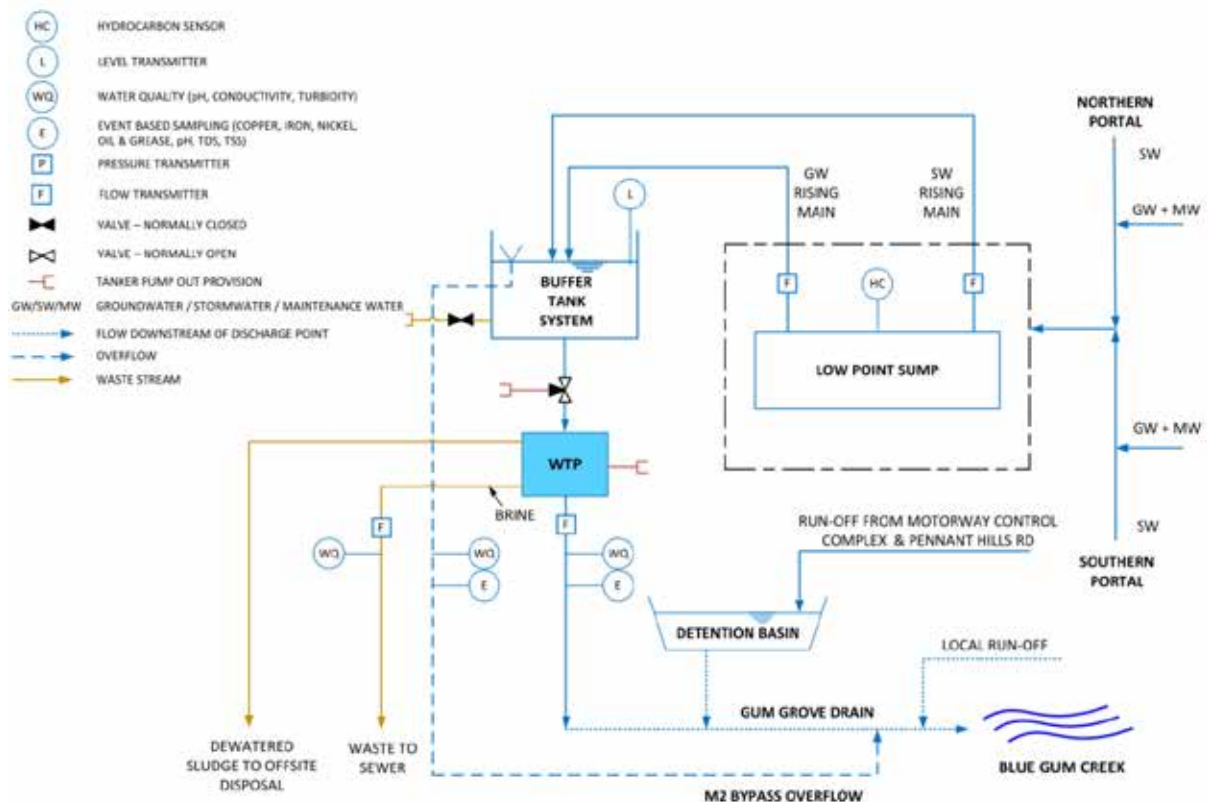 HC
HYDROCARBON SENSOR
L
LEVEL TRANSMITTER
WQ
WATER QUALITY (pH, CONDUCTIVITY, TURBIDITY)
E
EVENT BASED SAMPLING (COPPER, IRON, NICKEL,
OIL & GREASE, pH, TDS, TSS)
P
PRESSURE TRANSMITTER
F
FLOW TRANSMITTER
VALVE – NORMALLY CLOSED
VALVE – NORMALLY OPEN
TANKER PUMP OUT PROVISION
GW/SW/MW
GROUNDWATER / STORMWATER / MAINTENANCE WATER
FLOW DOWNSTREAM OF DISCHARGE POINT
OVERFLOW
WASTE STREAM
NORTHERN
PORTAL
SW
GW + MW
GW
RISING
MAIN
SW
RISING
MAIN
L
F
HC
F
BUFFER
TANK
SYSTEM
LOW POINT SUMP
GW + MW
SW
SOUTHERN
PORTAL
WTP
BRINE
F
F
WQ
WQ
E
WQ
E
RUN-OFF FROM MOTORWAY CONTROL
COMPLEX & PENNANT HILLS RD
DETENTION BASIN
LOCAL RUN-OFF
GUM GROVE DRAIN
DEWATERED
SLUDGE TO OFFSITE
DISPOSAL
WASTE TO
SEWER
BLUE GUM CREEK
M2 BYPASS OVERFLOW